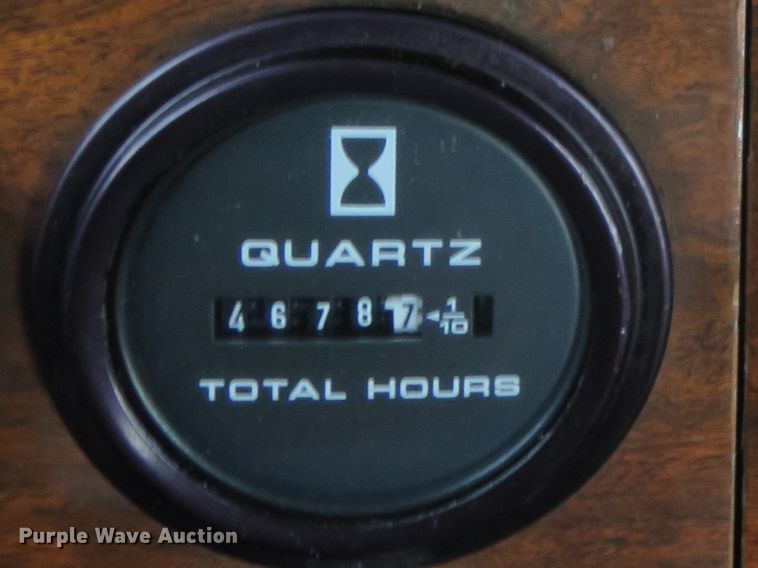 QUARTZ
4 6 7 8 7 ◄ 1/10
TOTAL HOURS
Purple Wave Auction